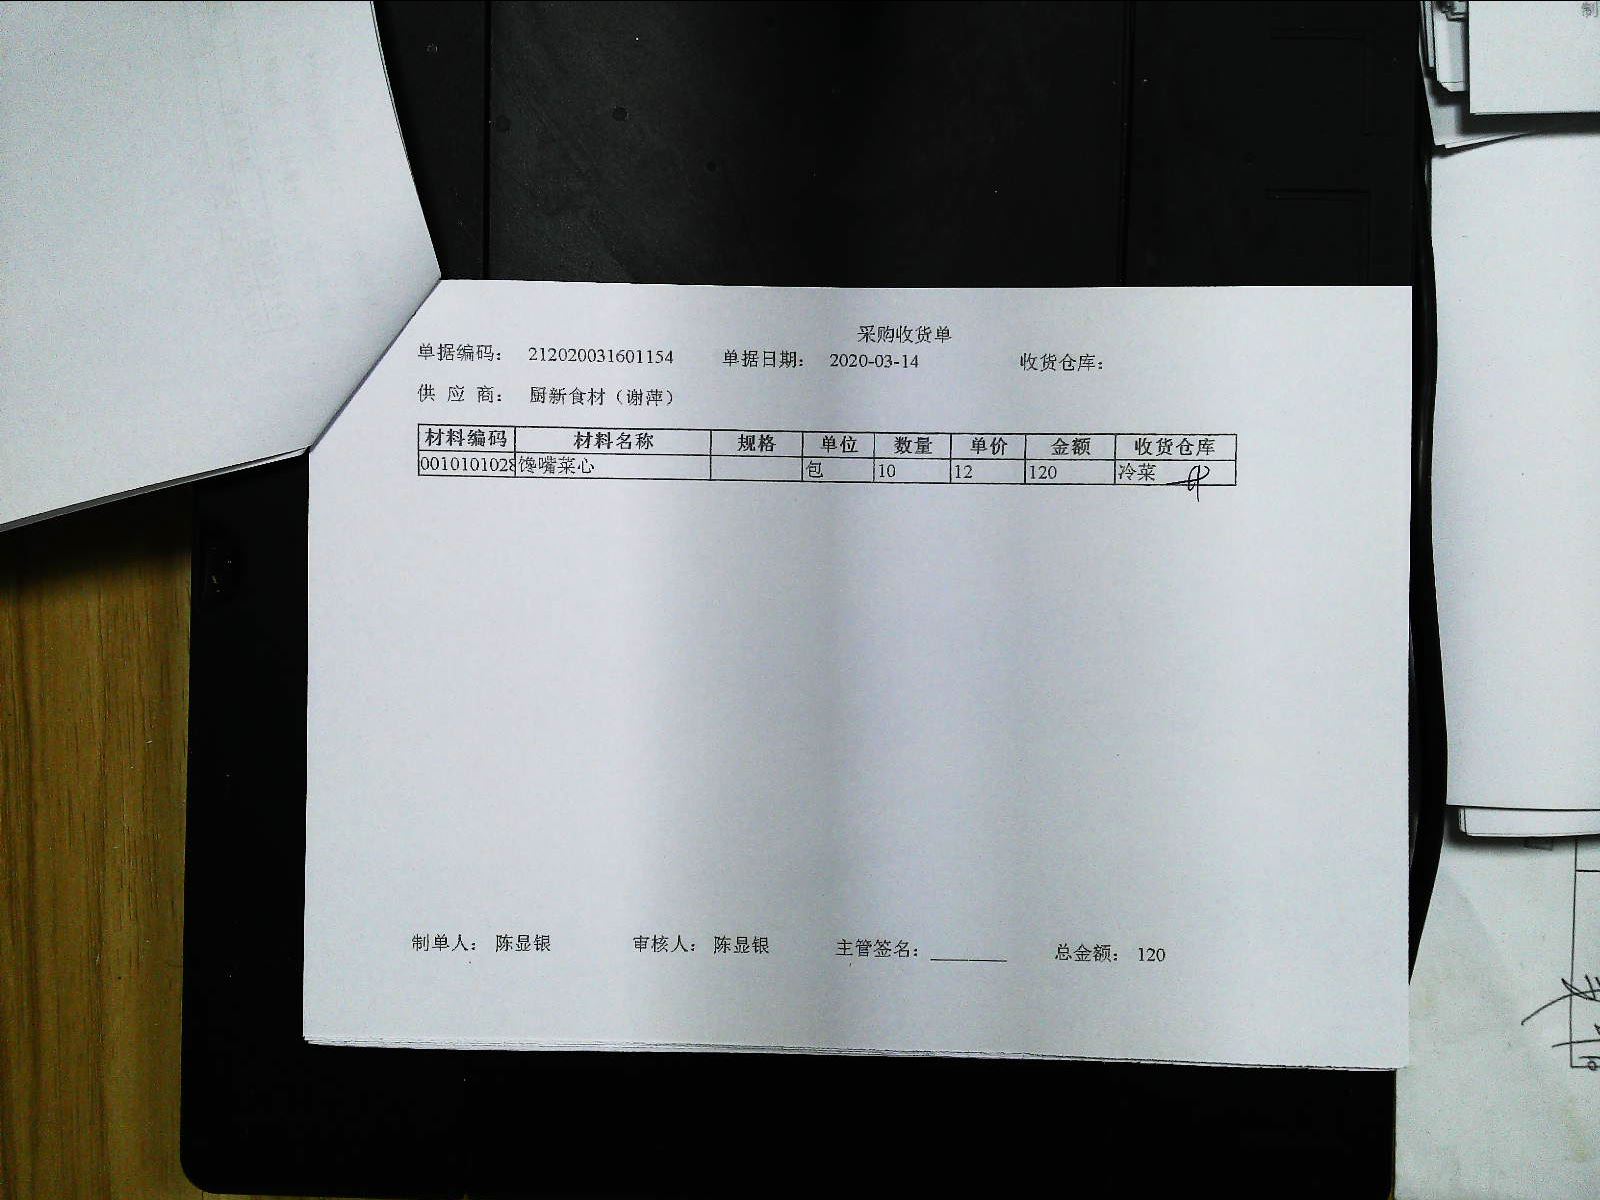 采购收货单
单据编码： 212020031601154 单据日期： 2020-03-14 收货仓库：
供 应 商： 厨新食材（谢萍）
材料编码 材料名称 规格 单位 数量 单价 金额 收货仓库
0010101028 馋嘴菜心 包 10 12 120 冷菜
制单人： 陈显银 审核人： 陈显银 主管签名：________ 总金额： 120